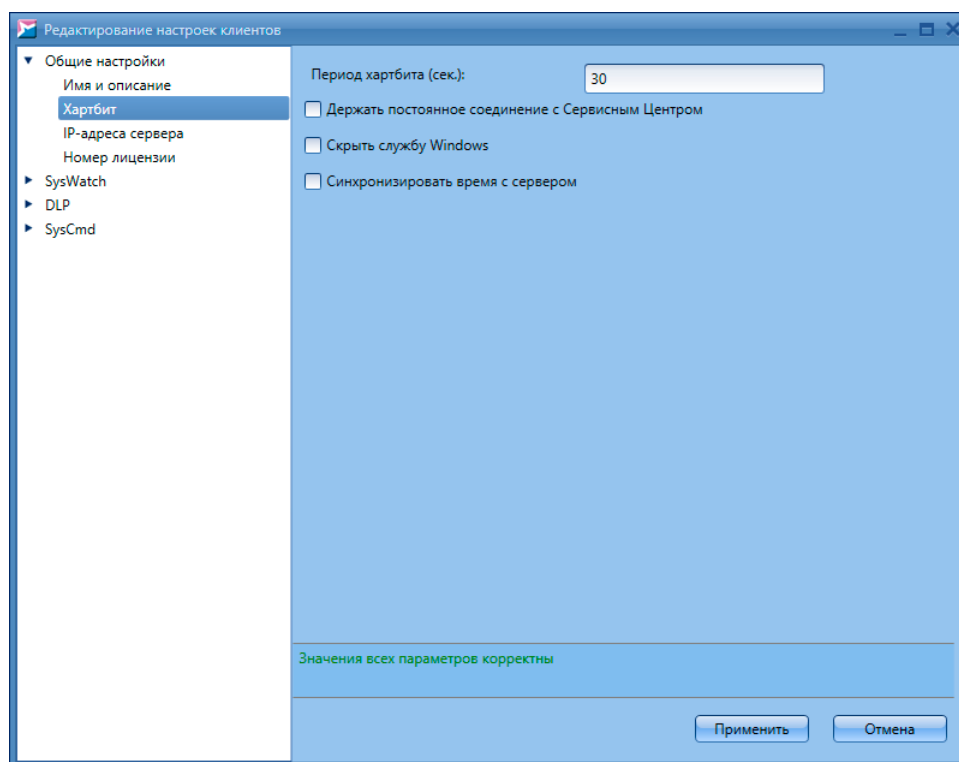 Редактирование настроек клиентов
Общие настройки
Имя и описание
Хартбит
IP-адреса сервера
Номер лицензии
SysWatch
DLP
SysCmd
Период хартбита (сек.): 30
Держать постоянное соединение с Сервисным Центром
Скрыть службу Windows
Синхронизировать время с сервером
Значения всех параметров корректны
Применить Отмена